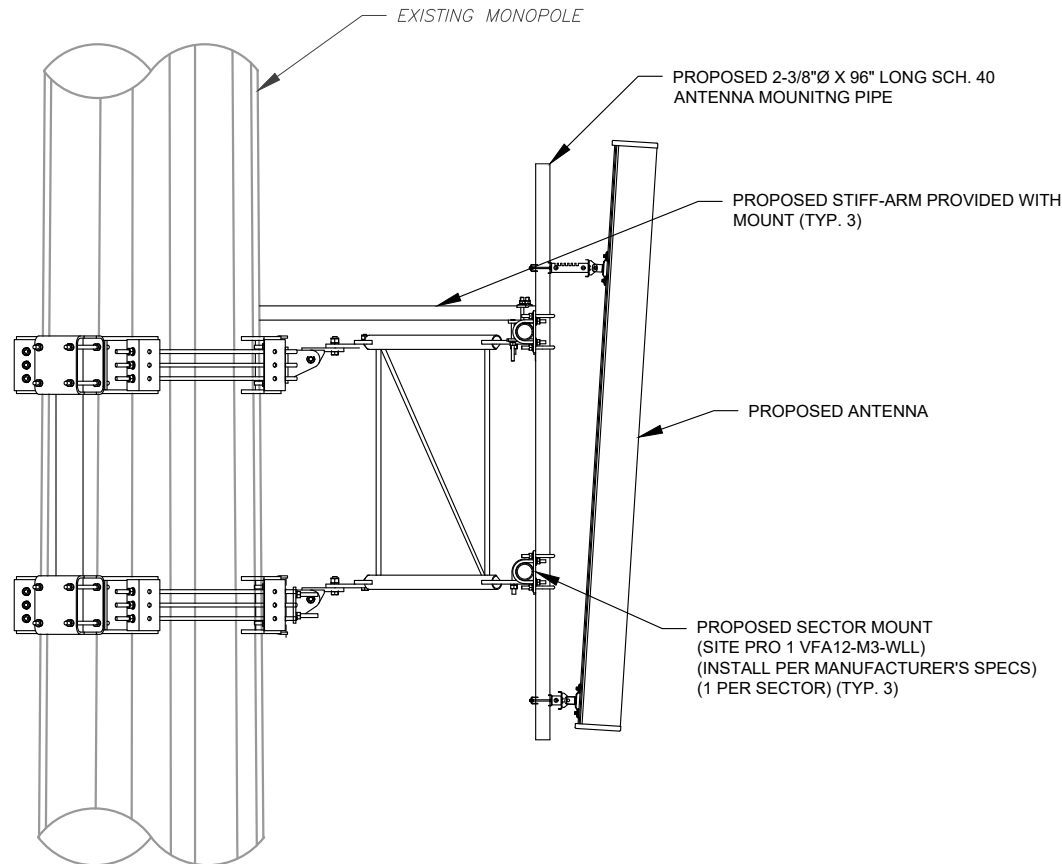 EXISTING MONOPOLE
PROPOSED 2-3/8"Ø X 96" LONG SCH. 40
ANTENNA MOUNITNG PIPE
PROPOSED STIFF-ARM PROVIDED WITH
MOUNT (TYP. 3)
PROPOSED ANTENNA
PROPOSED SECTOR MOUNT
(SITE PRO 1 VFA12-M3-WLL)
(INSTALL PER MANUFACTURER'S SPECS)
(1 PER SECTOR) (TYP. 3)